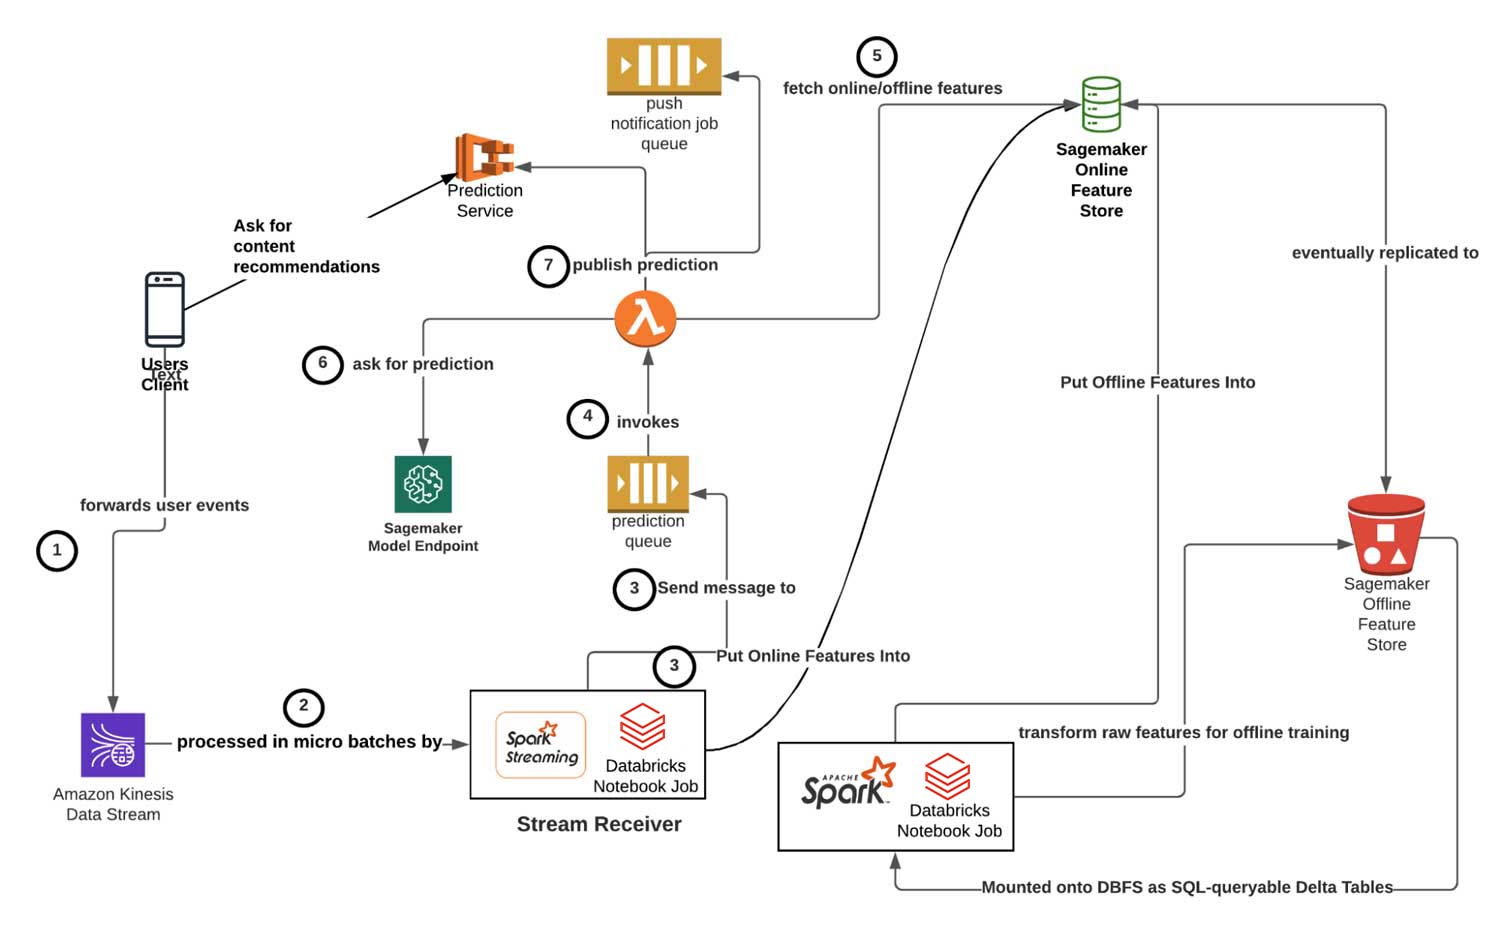 5
fetch online/offline features
push
notification job
queue
Sagemaker
Online
Feature
Store
Prediction
Service
Ask for
content
recommendations
7
publish prediction
eventually replicated to
Users
Text
Client
6
ask for prediction
Put Offline Features Into
4
invokes
forwards user events
1
Sagemaker
Model Endpoint
prediction
queue
3
Send message to
Sagemaker
Offline
Feature
Store
3
Put Online Features Into
2
processed in micro batches by
Spark
Streaming
Databricks
Notebook Job
transform raw features for offline training
Amazon Kinesis
Data Stream
Stream Receiver
APACHE
Spark™
Databricks
Notebook Job
Mounted onto DBFS as SQL-queryable Delta Tables